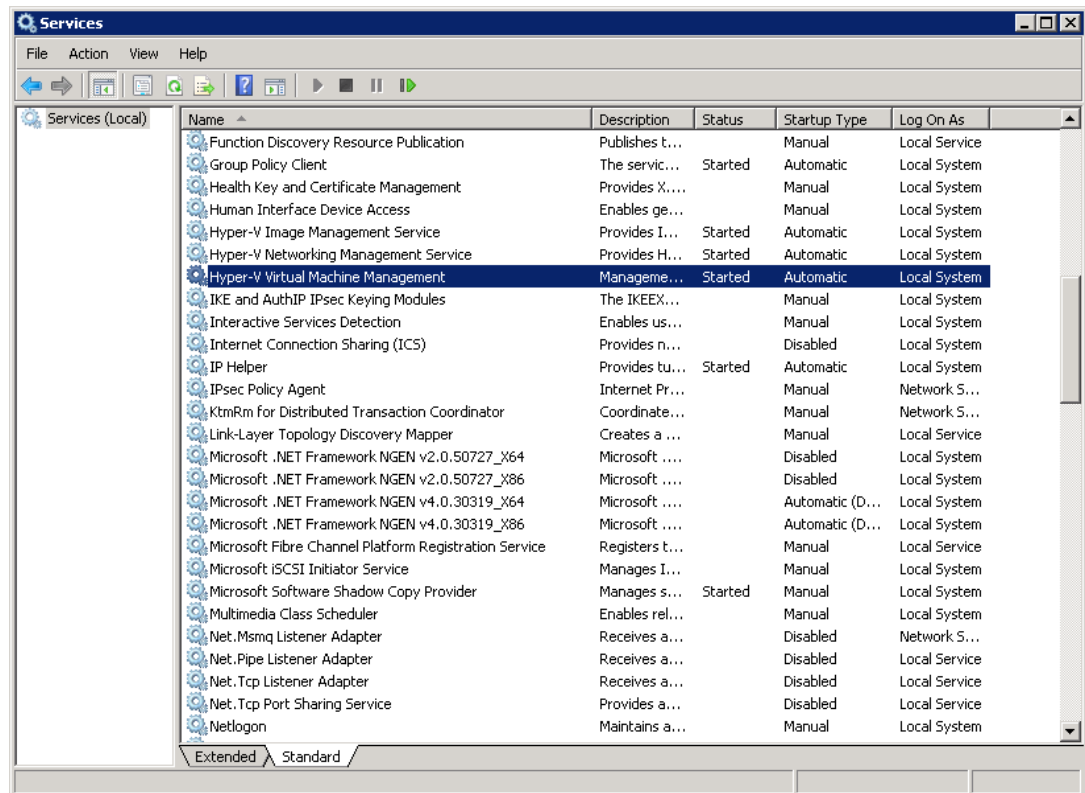 Services
File Action View Help
Services (Local)
Name Description Status Startup Type Log On As
Function Discovery Resource Publication Publishes t... Manual Local Service
Group Policy Client The servic... Started Automatic Local System
Health Key and Certificate Management Provides X.... Manual Local System
Human Interface Device Access Enables ge... Manual Local System
Hyper-V Image Management Service Provides I... Started Automatic Local System
Hyper-V Networking Management Service Provides H... Started Automatic Local System
Hyper-V Virtual Machine Management Manageme... Started Automatic Local System
IKE and AuthIP IPsec Keying Modules The IKEEX... Manual Local System
Interactive Services Detection Enables us... Manual Local System
Internet Connection Sharing (ICS) Provides n... Disabled Local System
IP Helper Provides tu... Started Automatic Local System
IPsec Policy Agent Internet Pr... Manual Network S...
KtmRm for Distributed Transaction Coordinator Coordinate... Manual Network S...
Link-Layer Topology Discovery Mapper Creates a ... Manual Local Service
Microsoft .NET Framework NGEN v2.0.50727_X64 Microsoft .... Disabled Local System
Microsoft .NET Framework NGEN v2.0.50727_X86 Microsoft .... Disabled Local System
Microsoft .NET Framework NGEN v4.0.30319_X64 Microsoft .... Automatic (D... Local System
Microsoft .NET Framework NGEN v4.0.30319_X86 Microsoft .... Automatic (D... Local System
Microsoft Fibre Channel Platform Registration Service Registers t... Manual Local Service
Microsoft iSCSI Initiator Service Manages I... Manual Local System
Microsoft Software Shadow Copy Provider Manages s... Started Manual Local System
Multimedia Class Scheduler Enables rel... Manual Local System
Net.Msmq Listener Adapter Receives a... Disabled Network S...
Net.Pipe Listener Adapter Receives a... Disabled Local Service
Net.Tcp Listener Adapter Receives a... Disabled Local Service
Net.Tcp Port Sharing Service Provides a... Disabled Local Service
Netlogon Maintains a... Manual Local System
Extended Standard